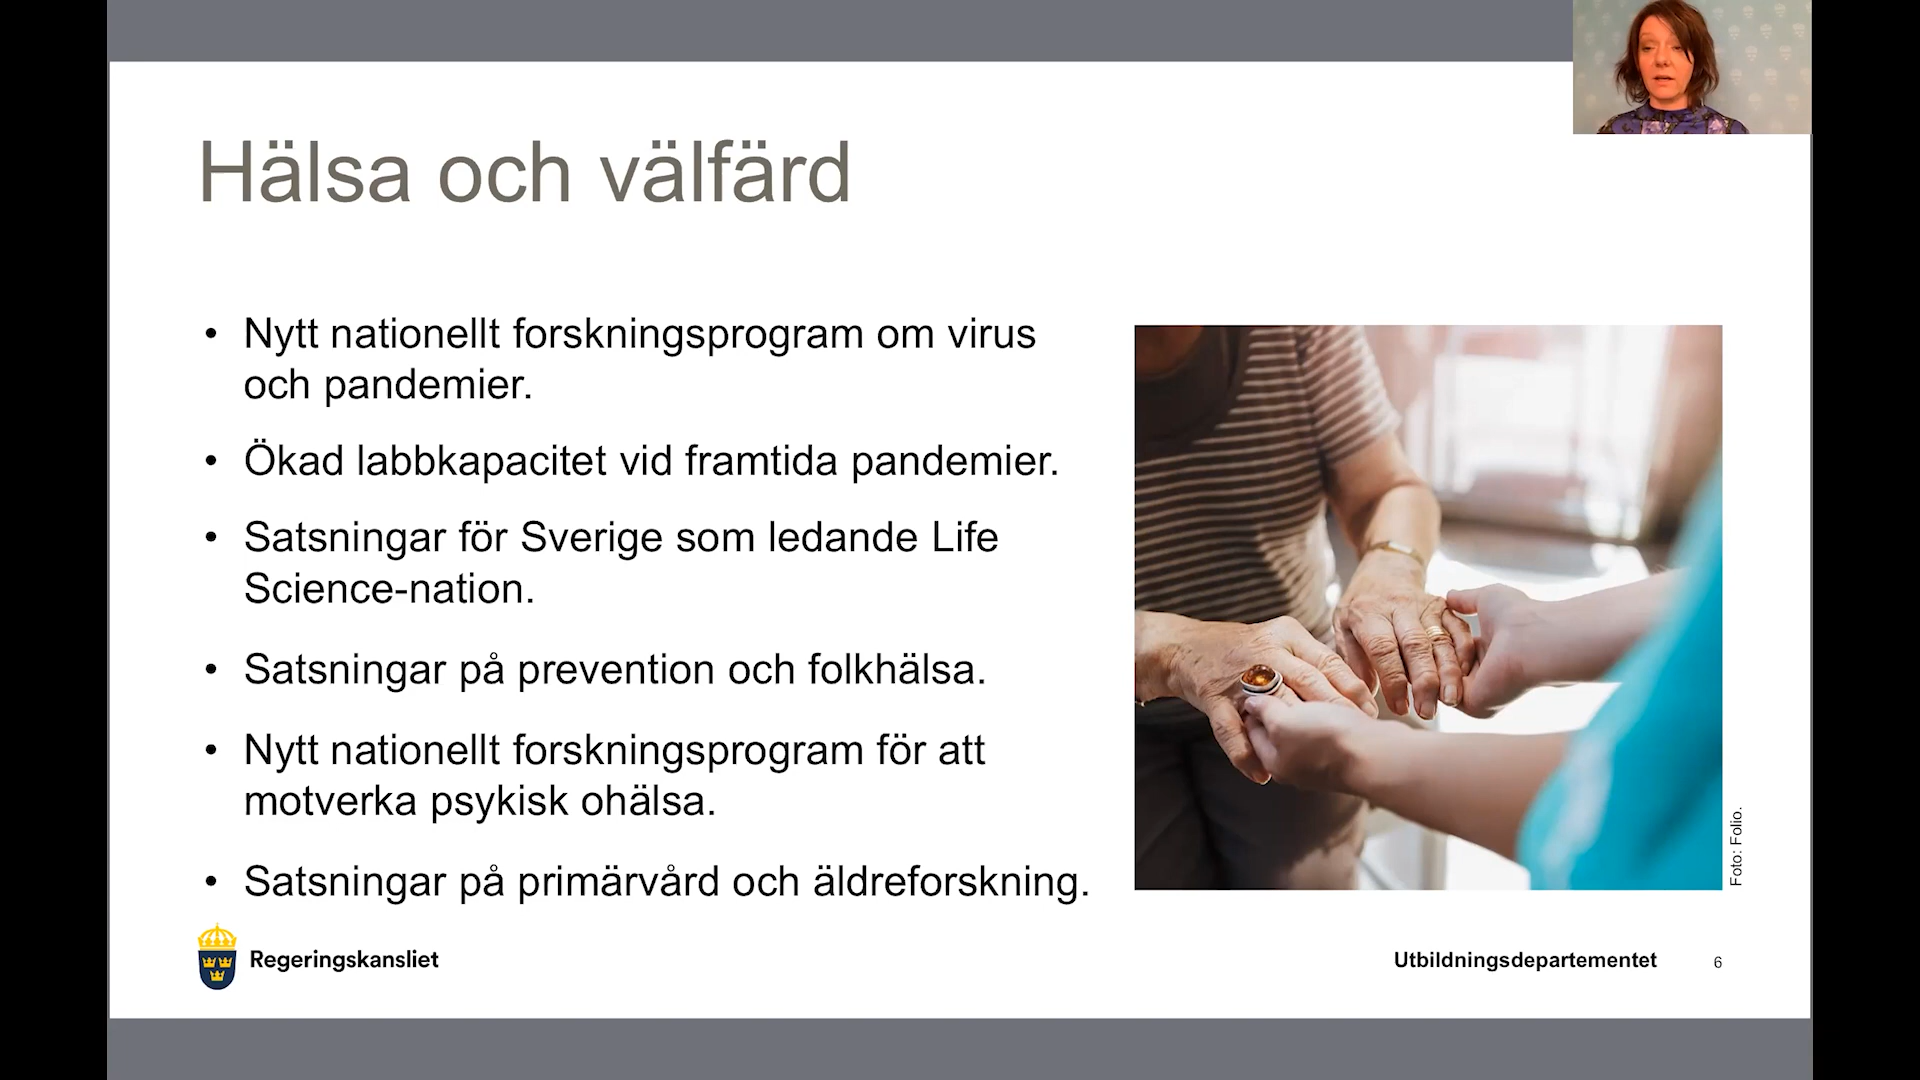 Hälsa och välfärd
• Nytt nationellt forskningsprogram om virus
och pandemier.
• Ökad labbkapacitet vid framtida pandemier.
• Satsningar för Sverige som ledande Life
Science-nation.
• Satsningar på prevention och folkhälsa.
• Nytt nationellt forskningsprogram för att
motverka psykisk ohälsa.
• Satsningar på primärvård och äldreforskning.
Foto: Folio.
Regeringskansliet
Utbildningsdepartementet
6